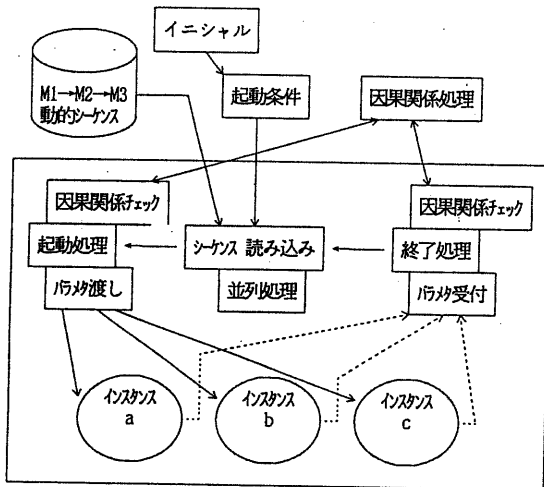 イニシャル
M1→M2→M3
動的シーケンス
起動条件
因果関係処理
因果関係チェック
因果関係チェック
起動処理
シーケンス 読み込み
終了処理
パラメタ渡し
並列処理
パラメタ受付
インスタンス
a
インスタンス
b
インスタンス
c